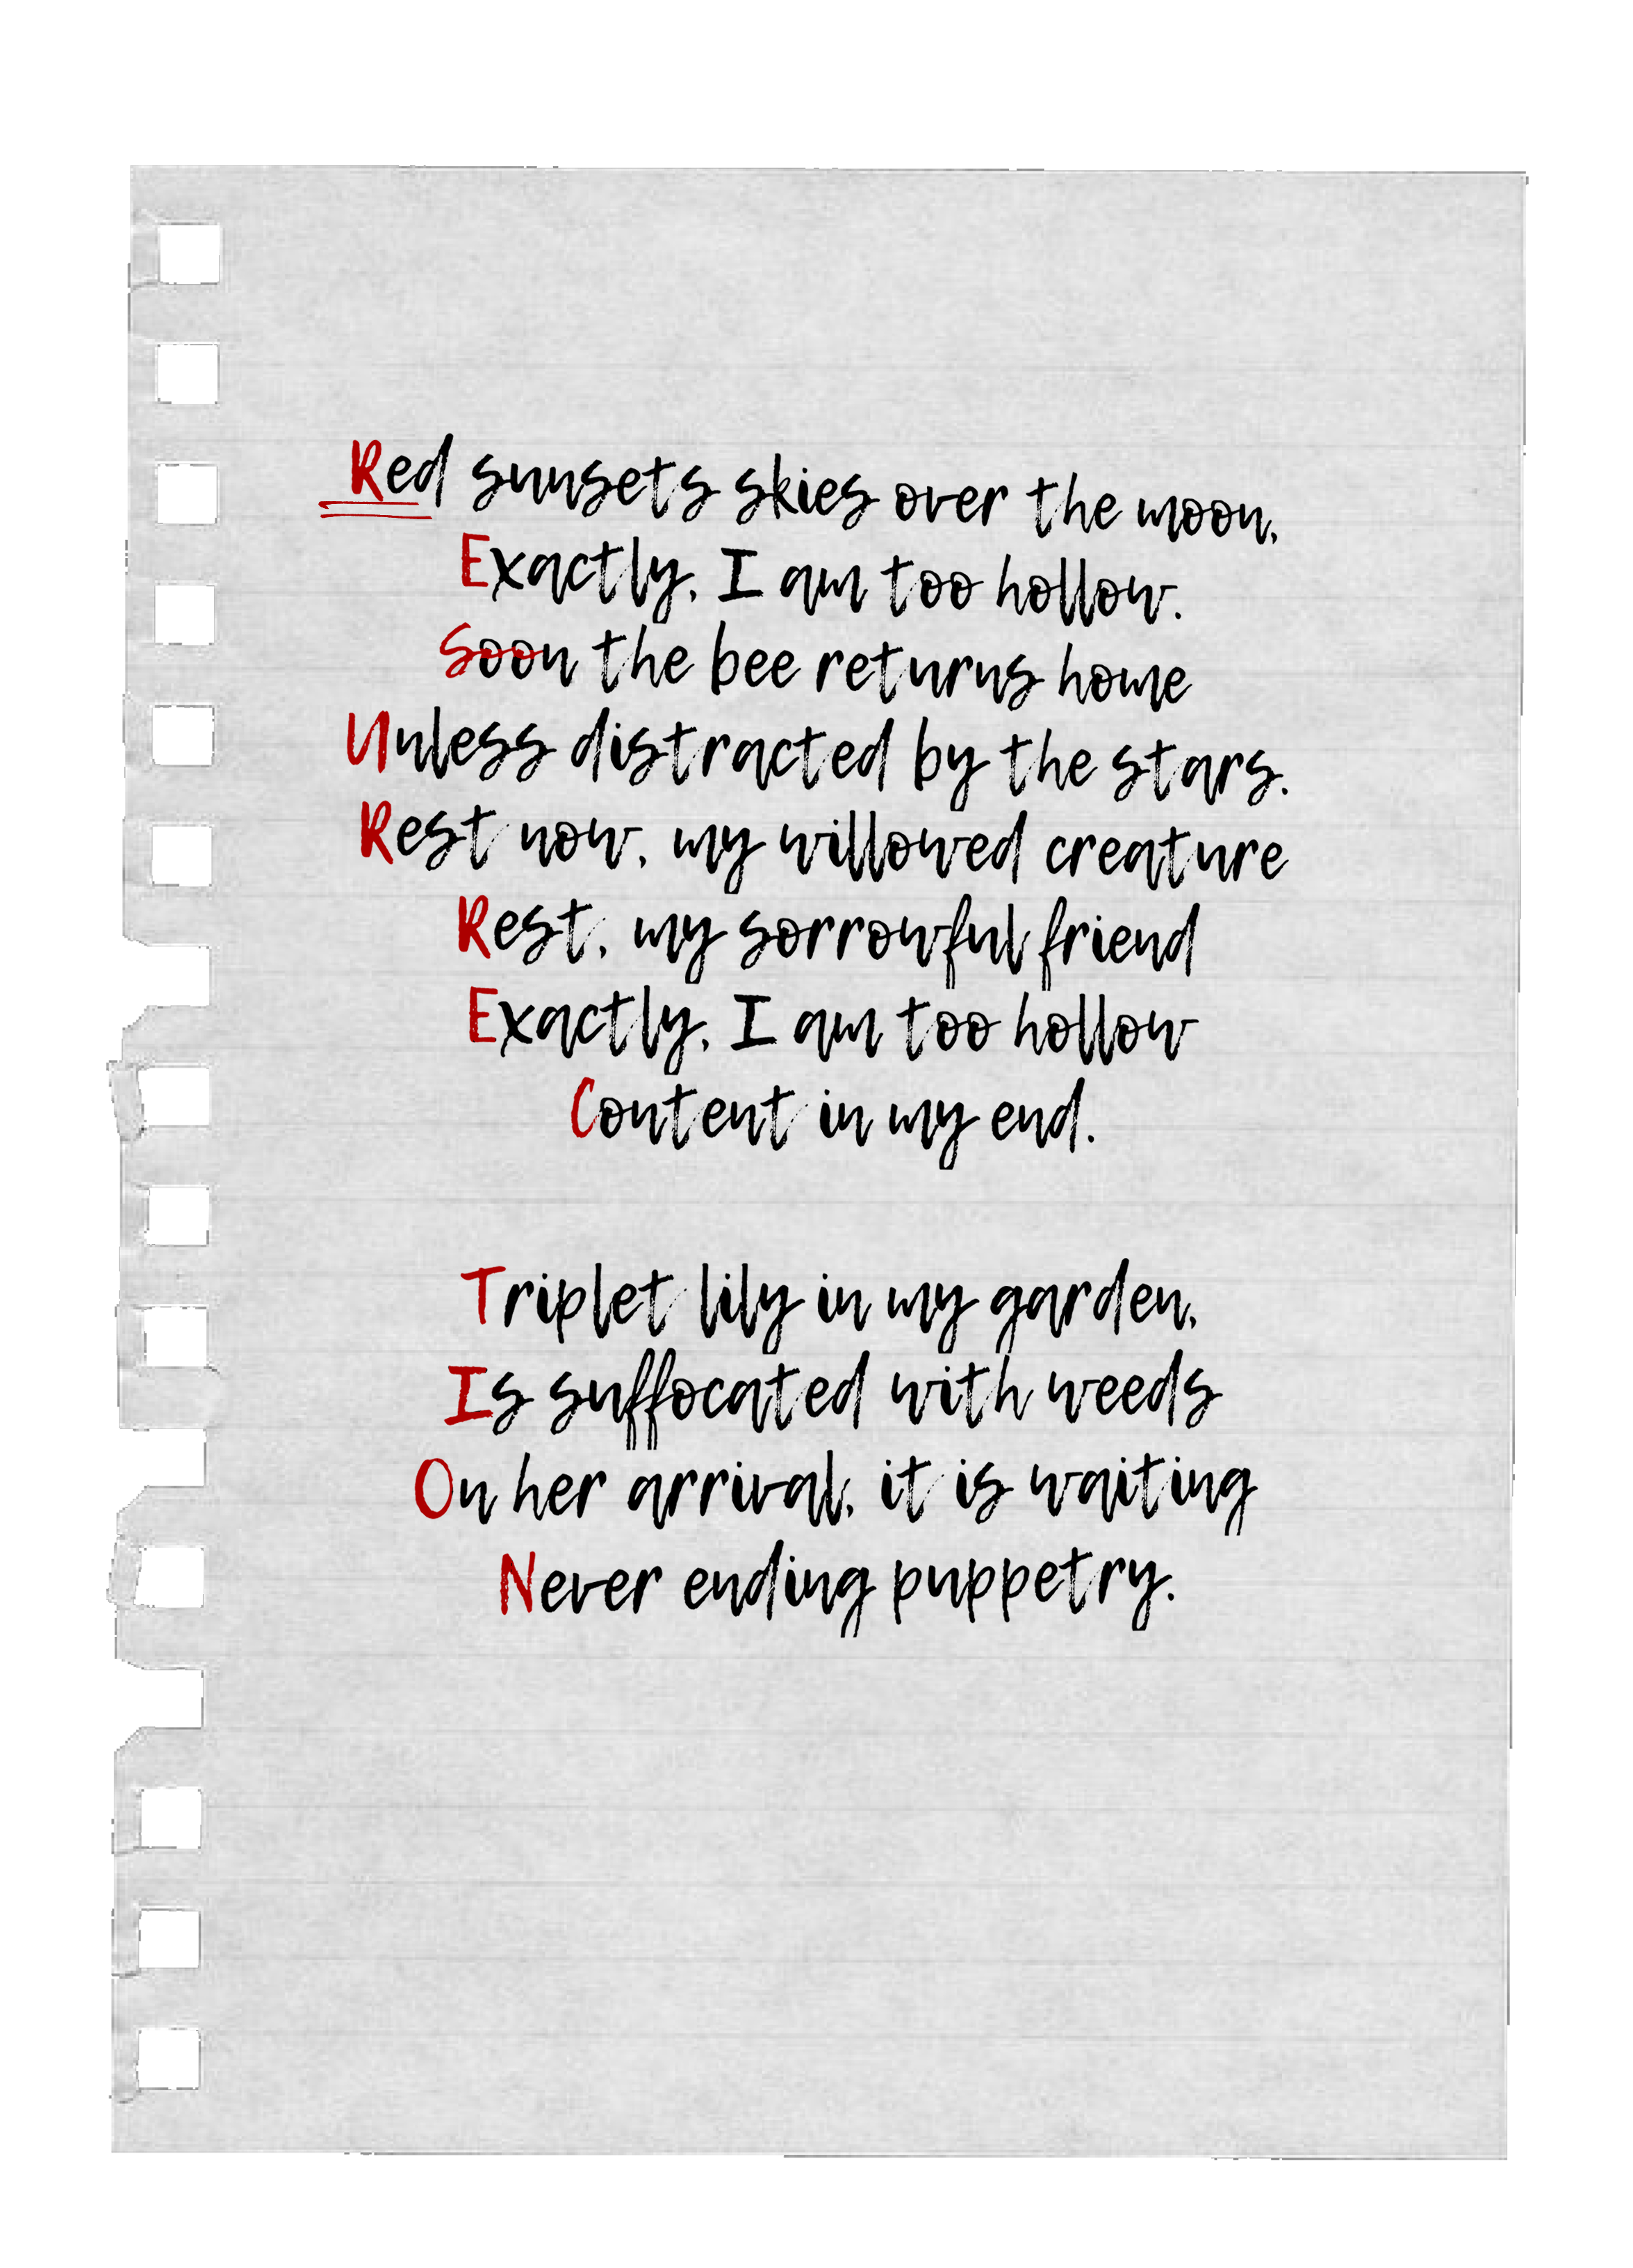 Red sunsets skies over the moon,
Exactly, I am too hollow.
Soon the bee returns home
Unless distracted by the stars.
Rest now, my willowed creature
Rest, my sorrowful friend
Exactly, I am too hollow
Content in my end.
Triplet lily in my garden,
Is suffocated with weeds
On her arrival, it is waiting
Never ending puppetry.